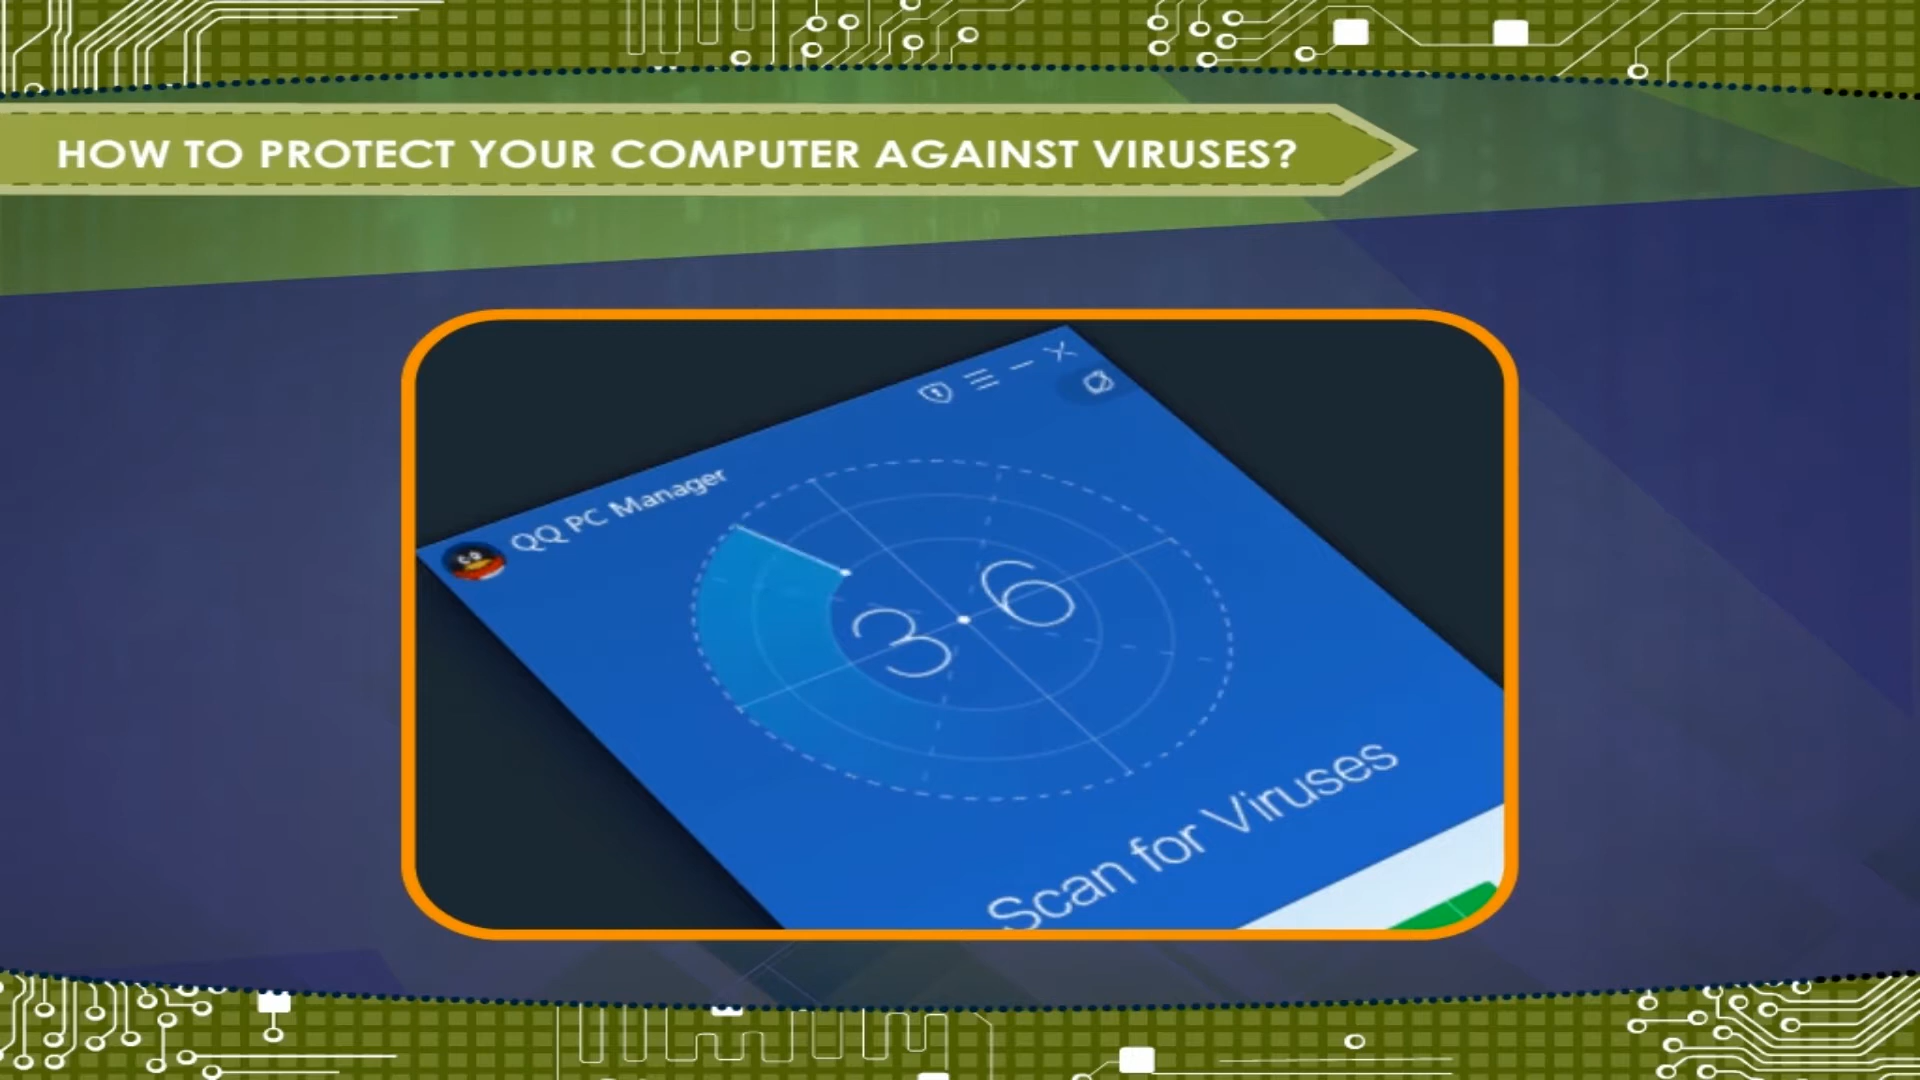 HOW TO PROTECT YOUR COMPUTER AGAINST VIRUSES?
QQ PC Manager
36
Scan for Viruses